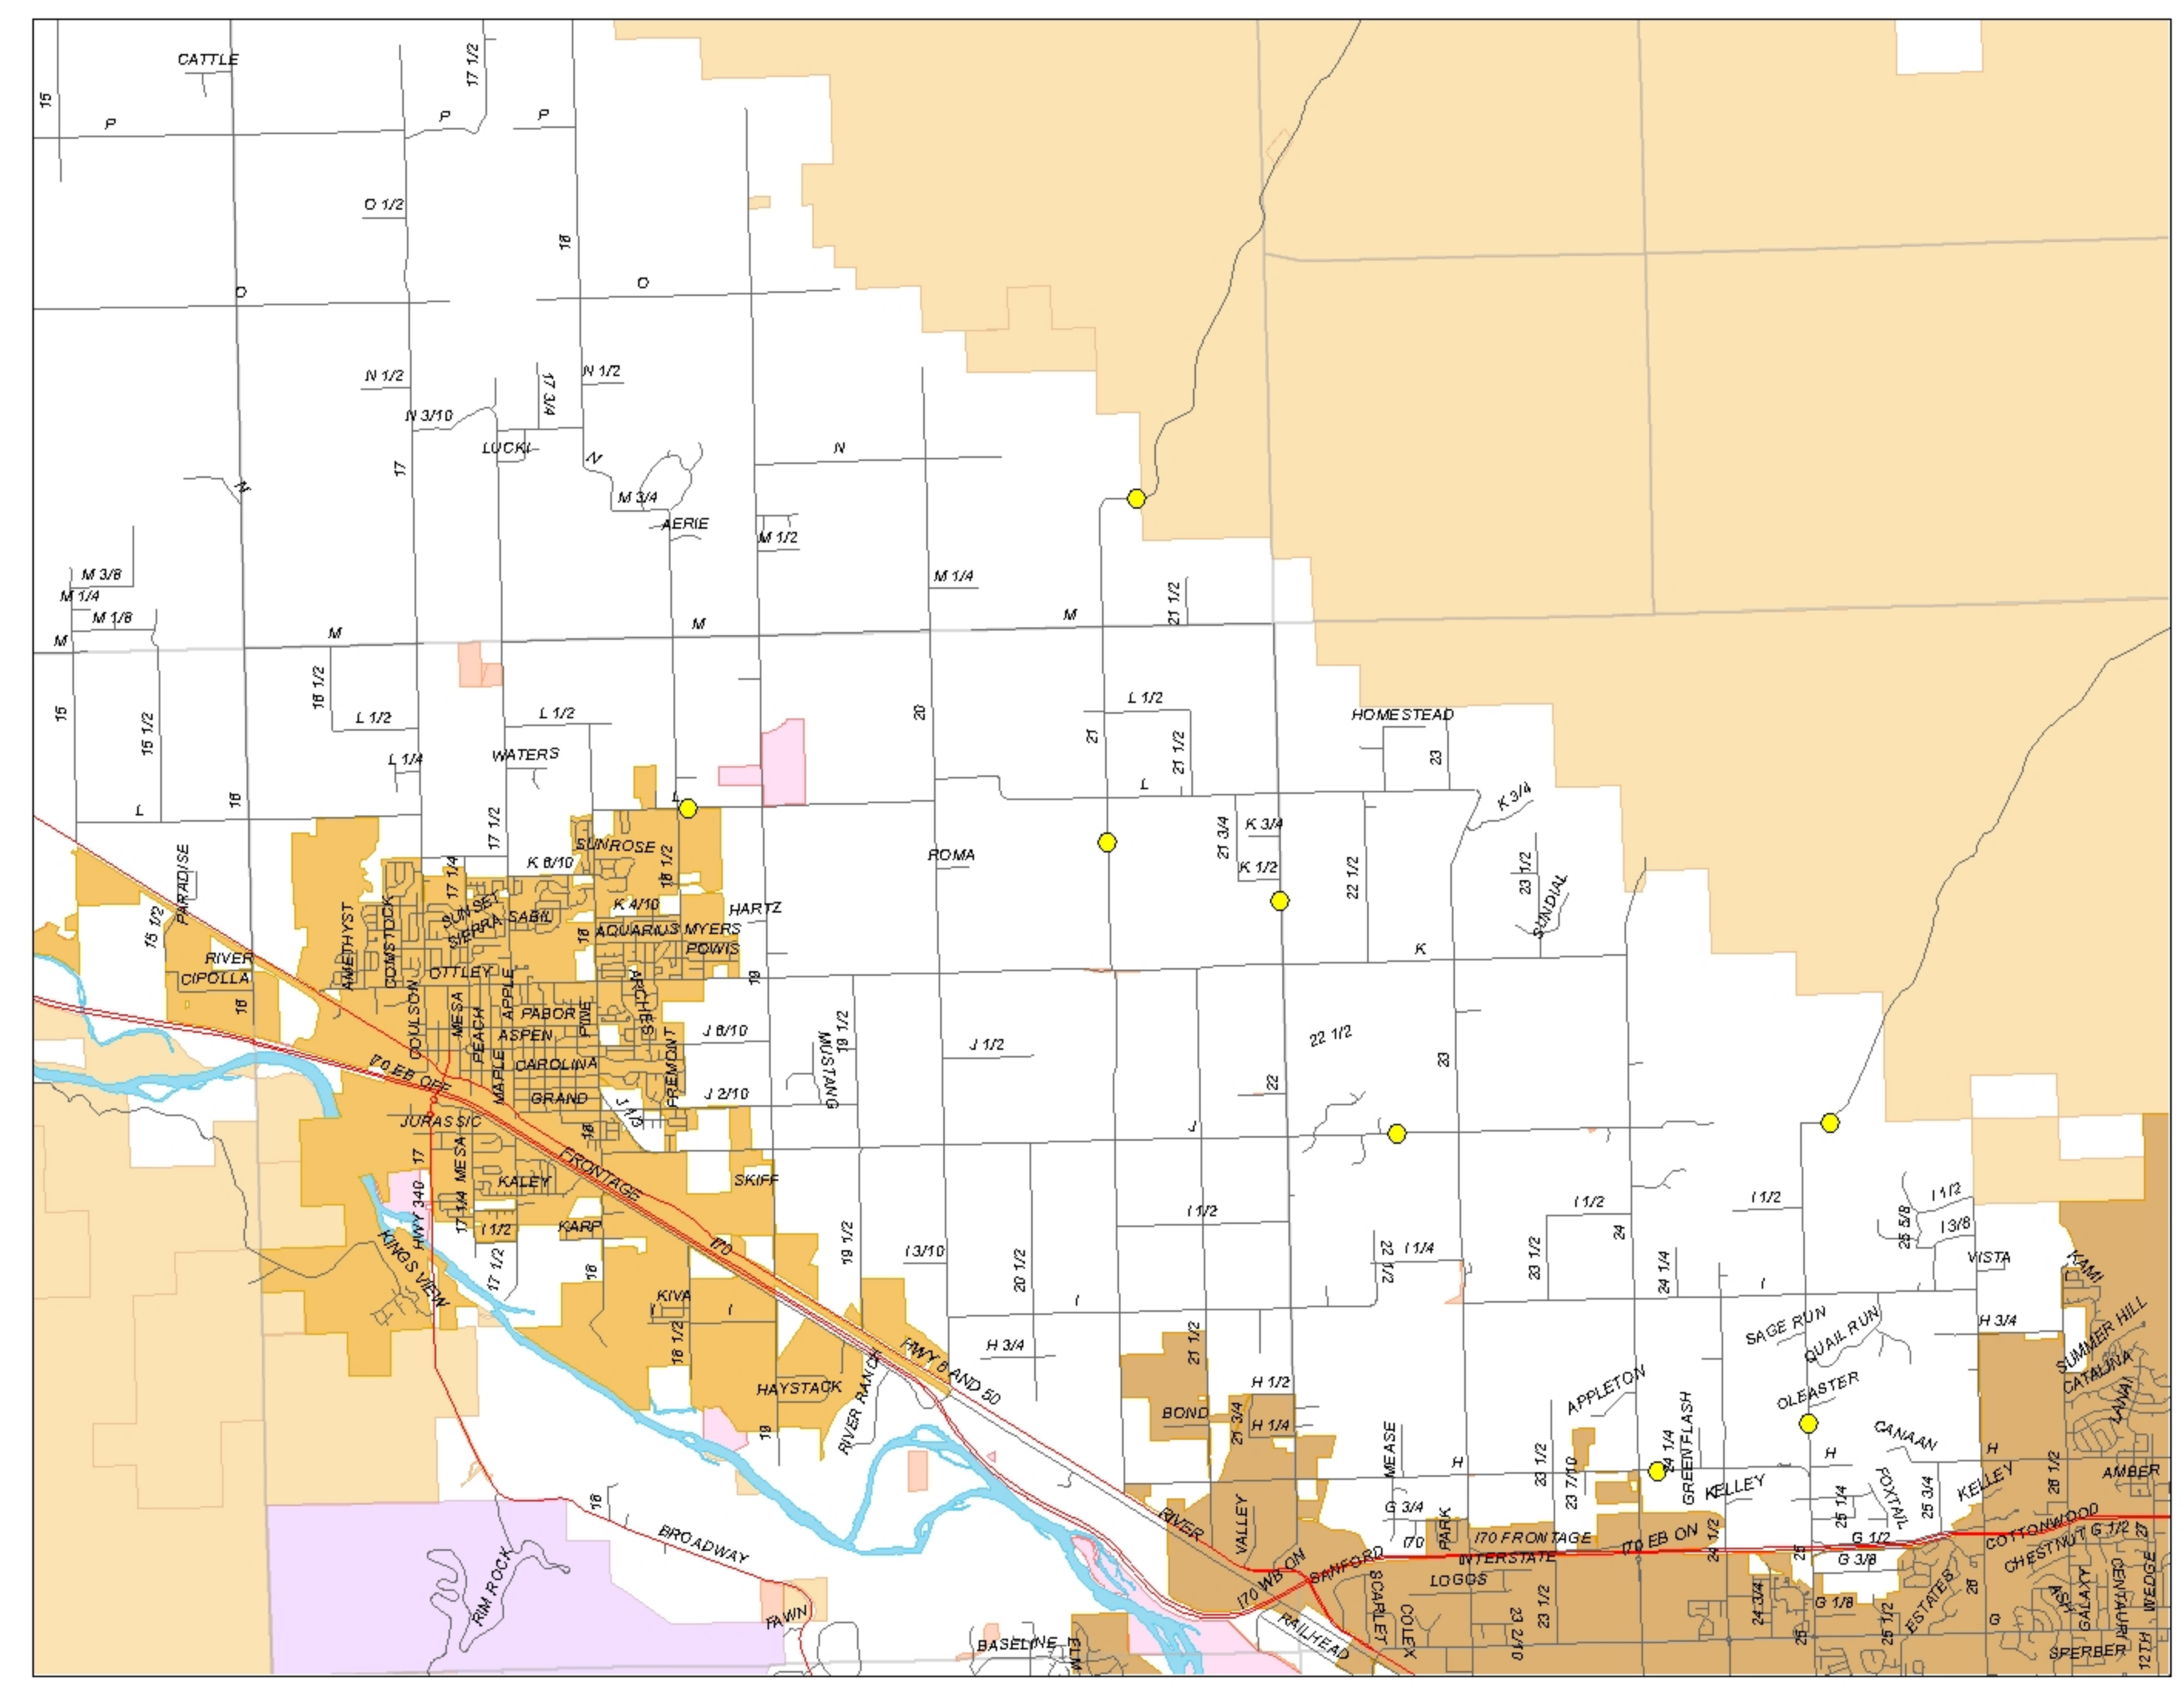 CATTLE
17 1/2
15
P
P
P
O 1/2
18
O
O
N 1/2
N 1/2
17 3/4
N 3/10
LUCKI
N
N
17
N
M 3/4
AERIE
M 1/2
M 3/8
M 1/4
M 1/4
M 1/8
21 1/2
M
M
M
M
16 1/2
L 1/2
L 1/2
L 1/2
15
15 1/2
20
21
HOMESTEAD
21 1/2
23
L 1/4
WATERS
16
L
L
L
K 3/4
17 1/2
SUNROSE
21 3/4
K 3/4
K 1/2
ROMA
PARADISE
17 1/4
K 6/10
18 1/2
22 1/2
23 1/2
SUNDIAL
15 1/2
AMETHYST
COMSTOCK
SUNSET
SIERRA
SABIL
K 4/10
HARTZ
18
AQUARIUS
MYERS
POWIS
K
RIVER
CIPOLLA
OTTLEY
16
COULSON
MESA
PEACH
APPLE
PABOR
PINE
ARCHES
19
ASPEN
J 6/10
19 1/2
MUSTANG
J 1/2
22 1/2
23
I70 EB OFF
MAPLE
CAROLINA
FREMONT
22
GRAND
J 1/3
J 2/10
JURASSIC
18
J
17
MESA
FRONTAGE
KALEY
SKIFF
HWY 340
17 1/4
I 1/2
KARP
I 1/2
I 1/2
I 1/2
I 1/2
25 5/8
I 3/8
24
KINGS VIEW
17 1/2
18
I70
19 1/2
I 3/10
20 1/2
22 1/2
I 1/4
23 1/2
24 1/4
VISTA
KAMI
KIVA
I
I
I
I
18 1/2
H 3/4
21 1/2
SAGE RUN
QUAIL RUN
H 3/4
SUMMER HILL
CATALINA
LANAI
HAYSTACK
RIVER RANCH
HWY 6 AND 50
H 1/2
APPLETON
OLEASTER
19
BOND
21 3/4
H 1/4
MEASE
H
23 1/2
23 7/10
24 1/4
GREENFLASH
KELLEY
H
CANAAN
H
KELLEY
26 1/2
AMBER
18
BROADWAY
RIVER
VALLEY
G 3/4
I70
PARK
I70 FRONTAGE
I70 EB ON
24 1/2
25 1/4
FOXTAIL
25 3/4
G 1/2
COTTONWOOD
CHESTNUT
G 1/2
27
RIMROCK
I70 WB ON
SANFORD
INTERSTATE
LOGOS
25
G 3/8
26
FAWN
SCARLET
COLEX
23 2/10
23 1/2
24 3/4
25
G 1/8
25 1/2
ESTATES
G
ASH
GALAXY
CENTAURI
WEDGE
12TH
BASELINE
ELM
RAILHEAD
SPERBER